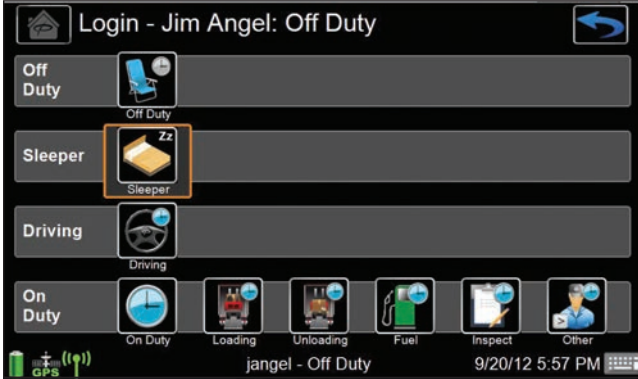 Login - Jim Angel: Off Duty
Off
Duty
Off Duty
Sleeper
Zz
Sleeper
Driving
Driving
On
Duty
On Duty
Loading
Unloading
Fuel
Inspect
Other
GPS
jangel - Off Duty
9/20/12 5:57 PM